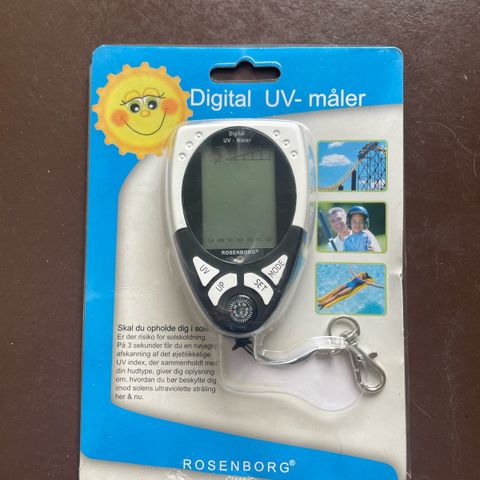 Digital UV- måler
Digital
UV - Måler
ROSENBORG®
UV
UP
SET
MODE
Skal du opholde dig i solen
Er der risiko for solskoldning.
På 3 sekunder får du en nøjagtig
afskanning af det øjeblikkelige
UV index, der sammenholdt med
din hudtype, giver dig oplysning
om, hvordan du bør beskytte dig
imod solens ultraviolette stråling
her & nu.
ROSENBORG®
Classic